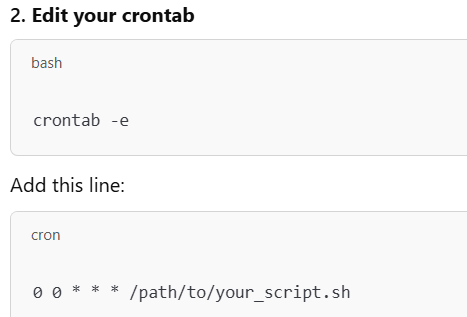 2. Edit your crontab
bash
crontab -e
Add this line:
cron
0 0 * * * /path/to/your_script.sh